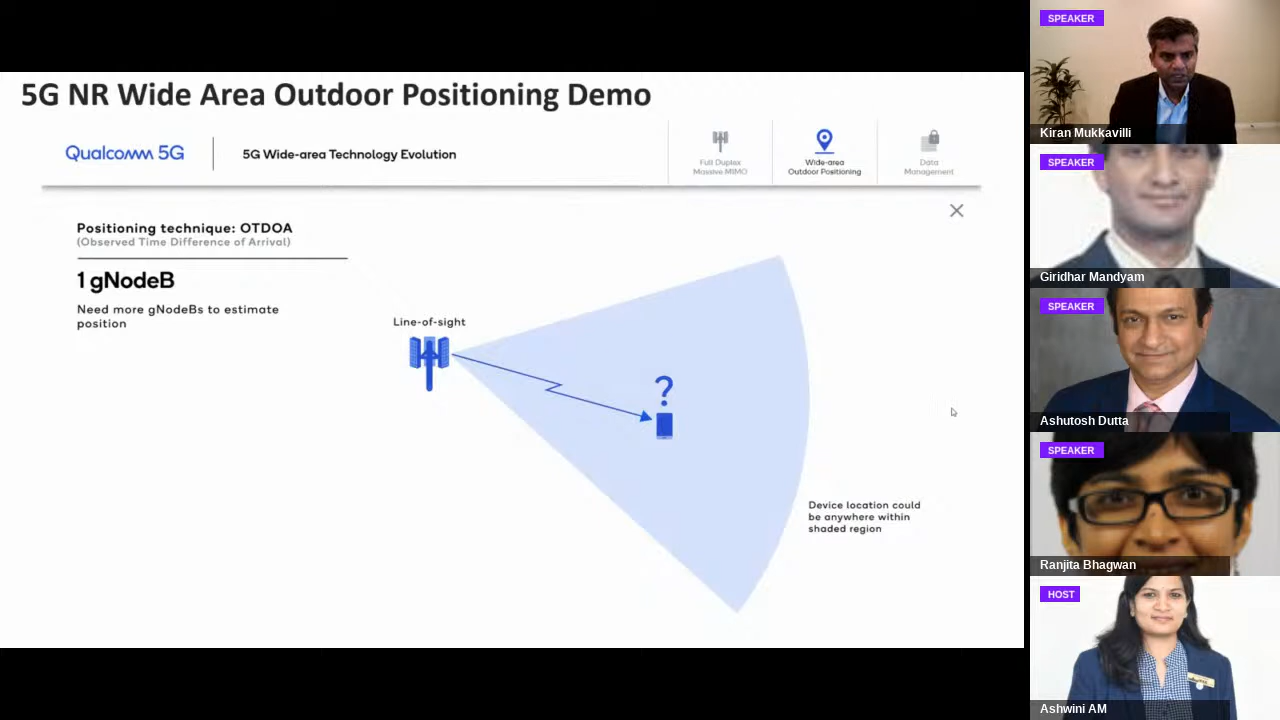 5G NR Wide Area Outdoor Positioning Demo
Qualcomm 5G
5G Wide-area Technology Evolution
Full Duplex
Massive MIMO
Wide-area
Outdoor Positioning
Data
Management
Positioning technique: OTDOA
(Observed Time Difference of Arrival)
1 gNodeB
Need more gNodeBs to estimate
position
Line-of-sight
?
Device location could
be anywhere within
shaded region
SPEAKER
Kiran Mukkavilli
SPEAKER
Giridhar Mandyam
SPEAKER
Ashutosh Dutta
SPEAKER
Ranjita Bhagwan
HOST
Ashwini AM